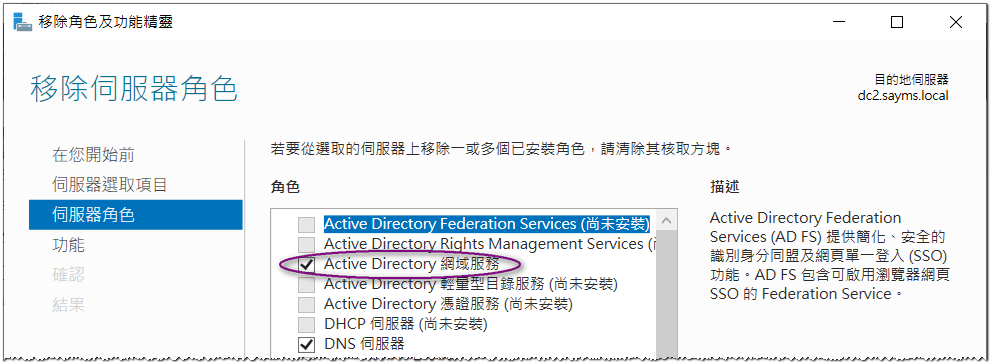 移除角色及功能精靈
移除伺服器角色
目的地伺服器
dc2.sayms.local
在您開始前
伺服器選取項目
伺服器角色
功能
確認
結果
若要從選取的伺服器上移除一或多個已安裝角色，請清除其核取方塊。
角色
Active Directory Federation Services (尚未安裝)
Active Directory Rights Management Services (
Active Directory 網域服務
Active Directory 輕量型目錄服務 (尚未安裝)
Active Directory 憑證服務 (尚未安裝)
DHCP 伺服器 (尚未安裝)
DNS 伺服器
描述
Active Directory Federation
Services (AD FS) 提供簡化、安全的
識別身分同盟及網頁單一登入 (SSO)
功能。AD FS 包含可啟用瀏覽器網頁
SSO 的 Federation Service。